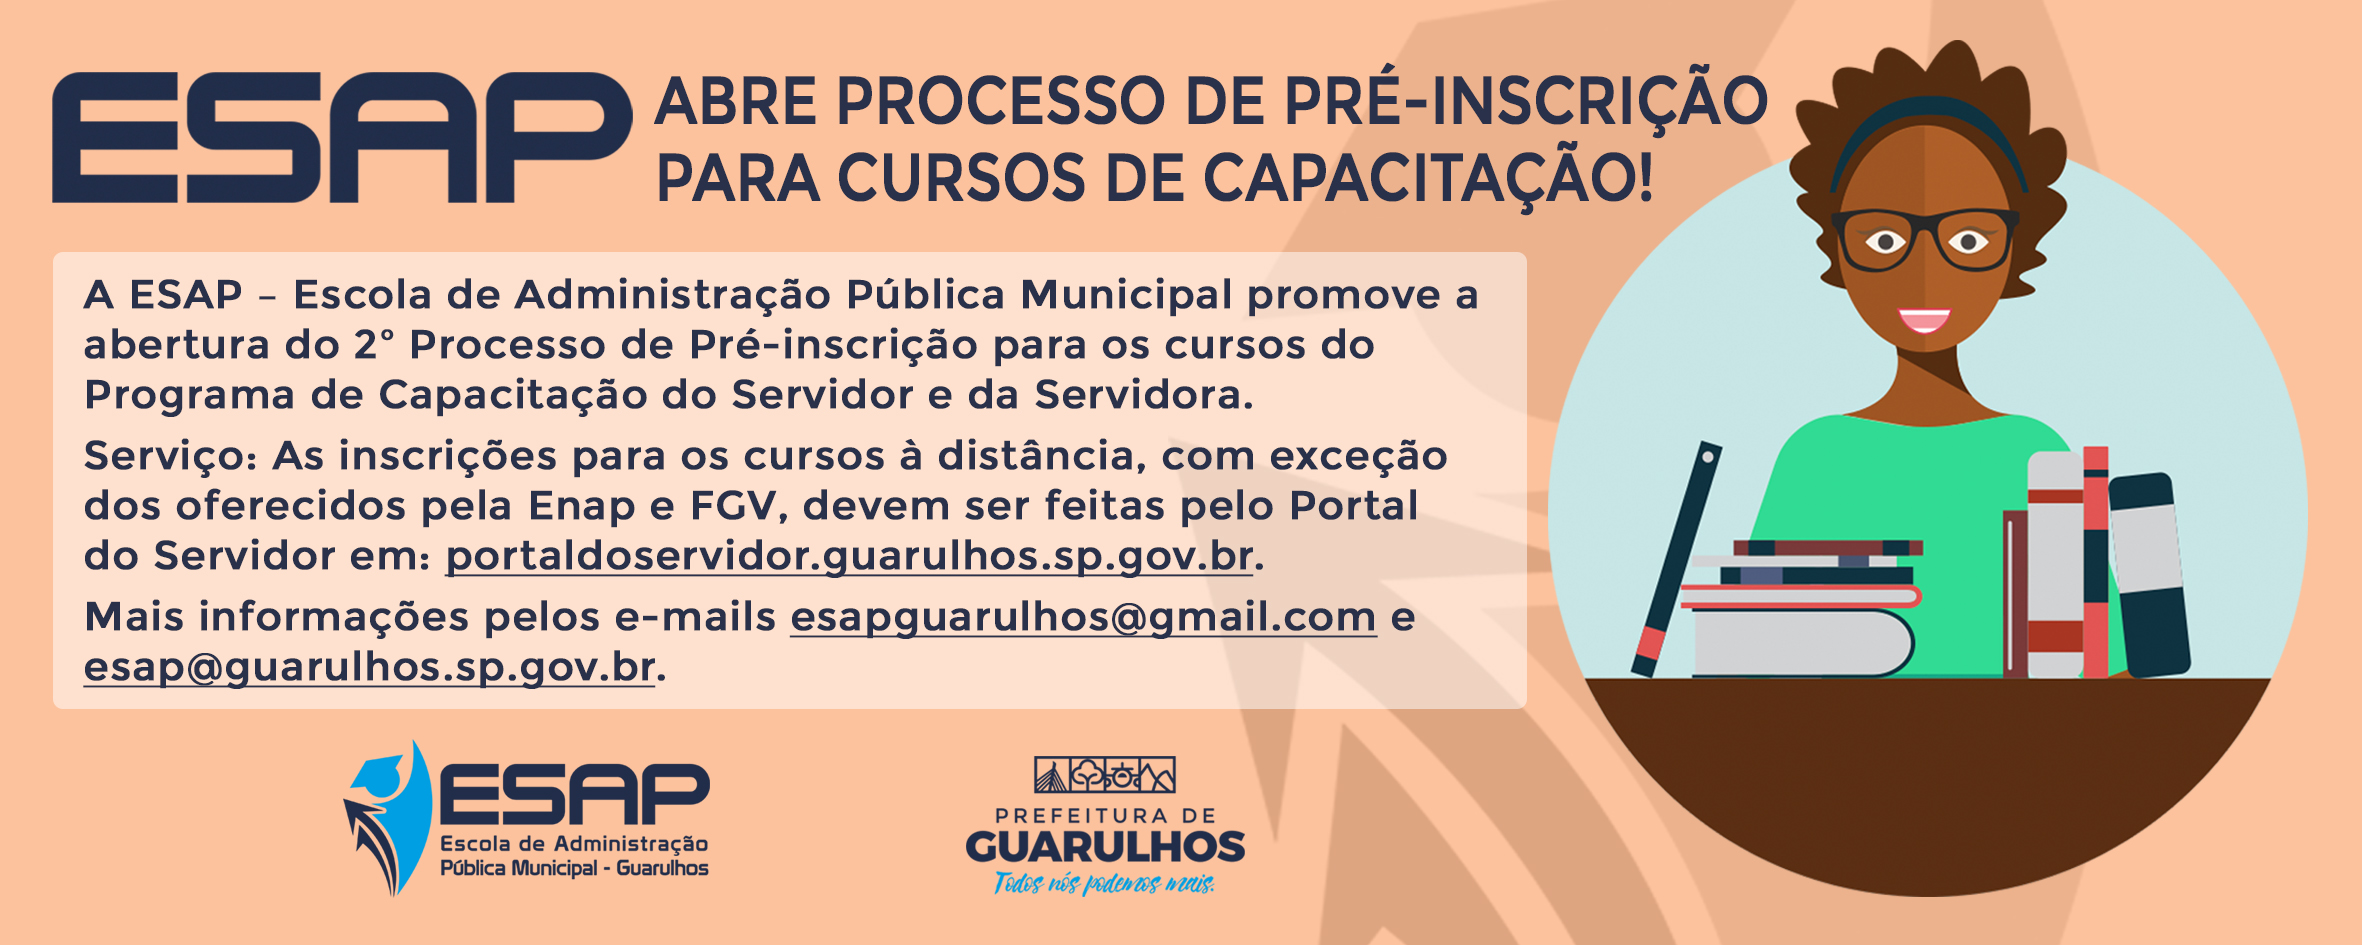 ESAP ABRE PROCESSO DE PRÉ-INSCRIÇÃO
PARA CURSOS DE CAPACITAÇÃO!
A ESAP – Escola de Administração Pública Municipal promove a
abertura do 2º Processo de Pré-inscrição para os cursos do
Programa de Capacitação do Servidor e da Servidora.
Serviço: As inscrições para os cursos à distância, com exceção
dos oferecidos pela Enap e FGV, devem ser feitas pelo Portal
do Servidor em: portaldoservidor.guarulhos.sp.gov.br.
Mais informações pelos e-mails esapguarulhos@gmail.com e
esap@guarulhos.sp.gov.br.
ESAP
Escola de Administração
Pública Municipal - Guarulhos
PREFEITURA DE
GUARULHOS
Todos nós podemos mais.